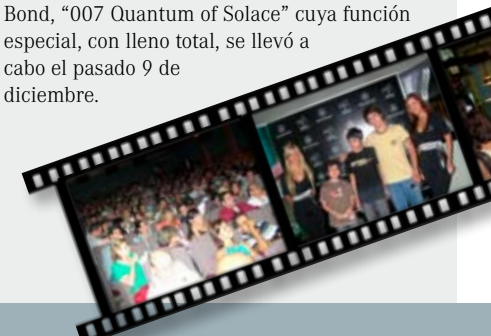 Bond, “007 Quantum of Solace” cuya función
especial, con lleno total, se llevó a
cabo el pasado 9 de
diciembre.